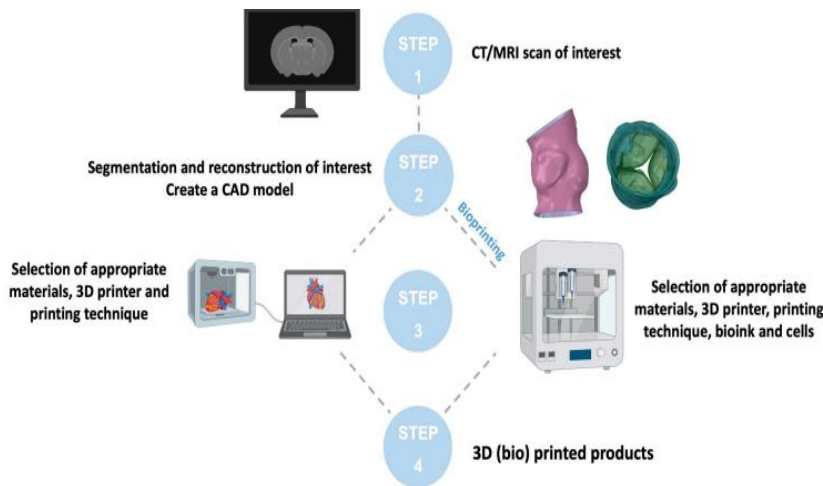 STEP
1
CT/MRI scan of interest
Segmentation and reconstruction of interest
Create a CAD model
STEP
2
Bioprinting
Selection of appropriate
materials, 3D printer and
printing technique
STEP
3
Selection of appropriate
materials, 3D printer, printing
technique, bioink and cells
STEP
4
3D (bio) printed products